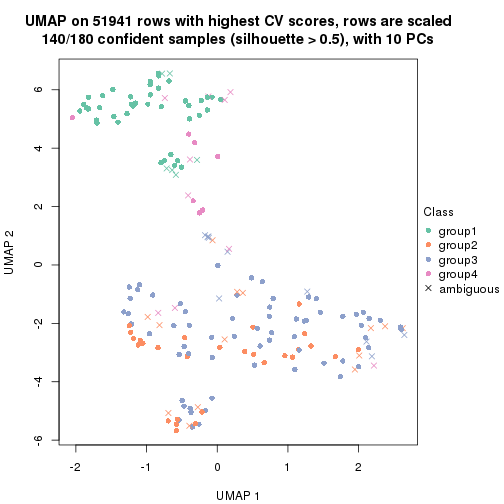 UMAP on 51941 rows with highest CV scores, rows are scaled
140/180 confident samples (silhouette > 0.5), with 10 PCs
6
4
2
0
-2
-4
-6
UMAP 2
-2 -1 0 1 2
UMAP 1
Class
group1
group2
group3
group4
ambiguous